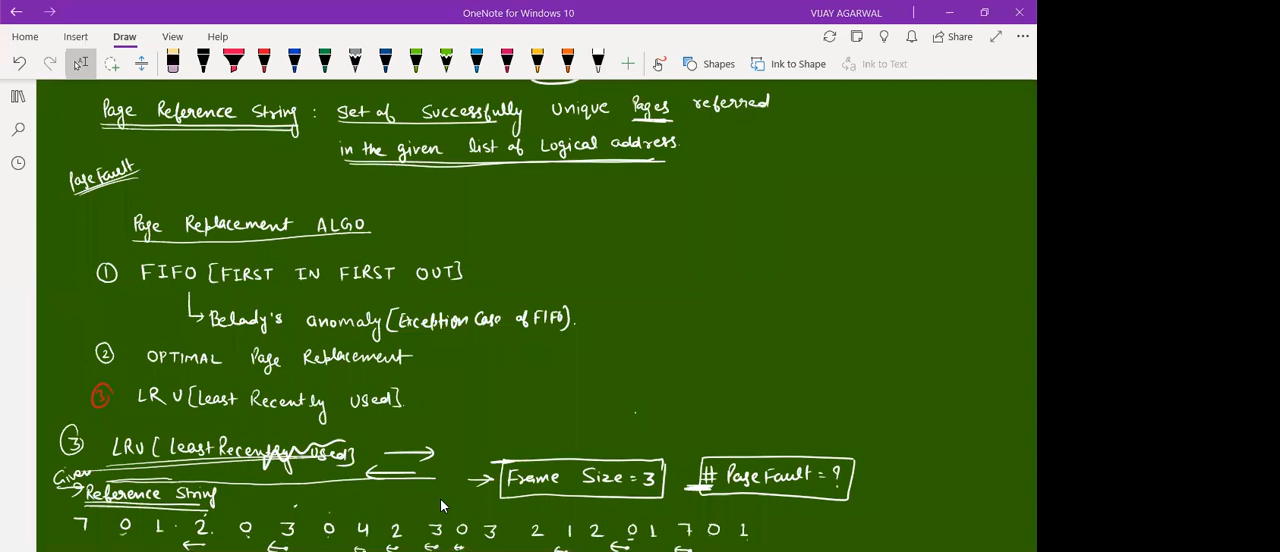 OneNote for Windows 10
VIJAY AGARWAL
Home Insert Draw View Help
Share
Shapes
Ink to Shape
Ink to Text
Page Reference String : set of Successfully Unique Pages referred
in the given list of Logical address.
Page Fault
Page Replacement ALGO
① FIFO [FIRST IN FIRST OUT]
Belady's anomaly [Exception Case of FIFO).
② OPTIMAL Page Replacement
③ LRU [Least Recently Used].
③ LRU [Least Recently Used]
Frame Size = 3
# Page Fault = ?
Given
Reference String
7 0 1 2 0 3 0 4 2 3 0 3 2 1 2 0 1 7 0 1